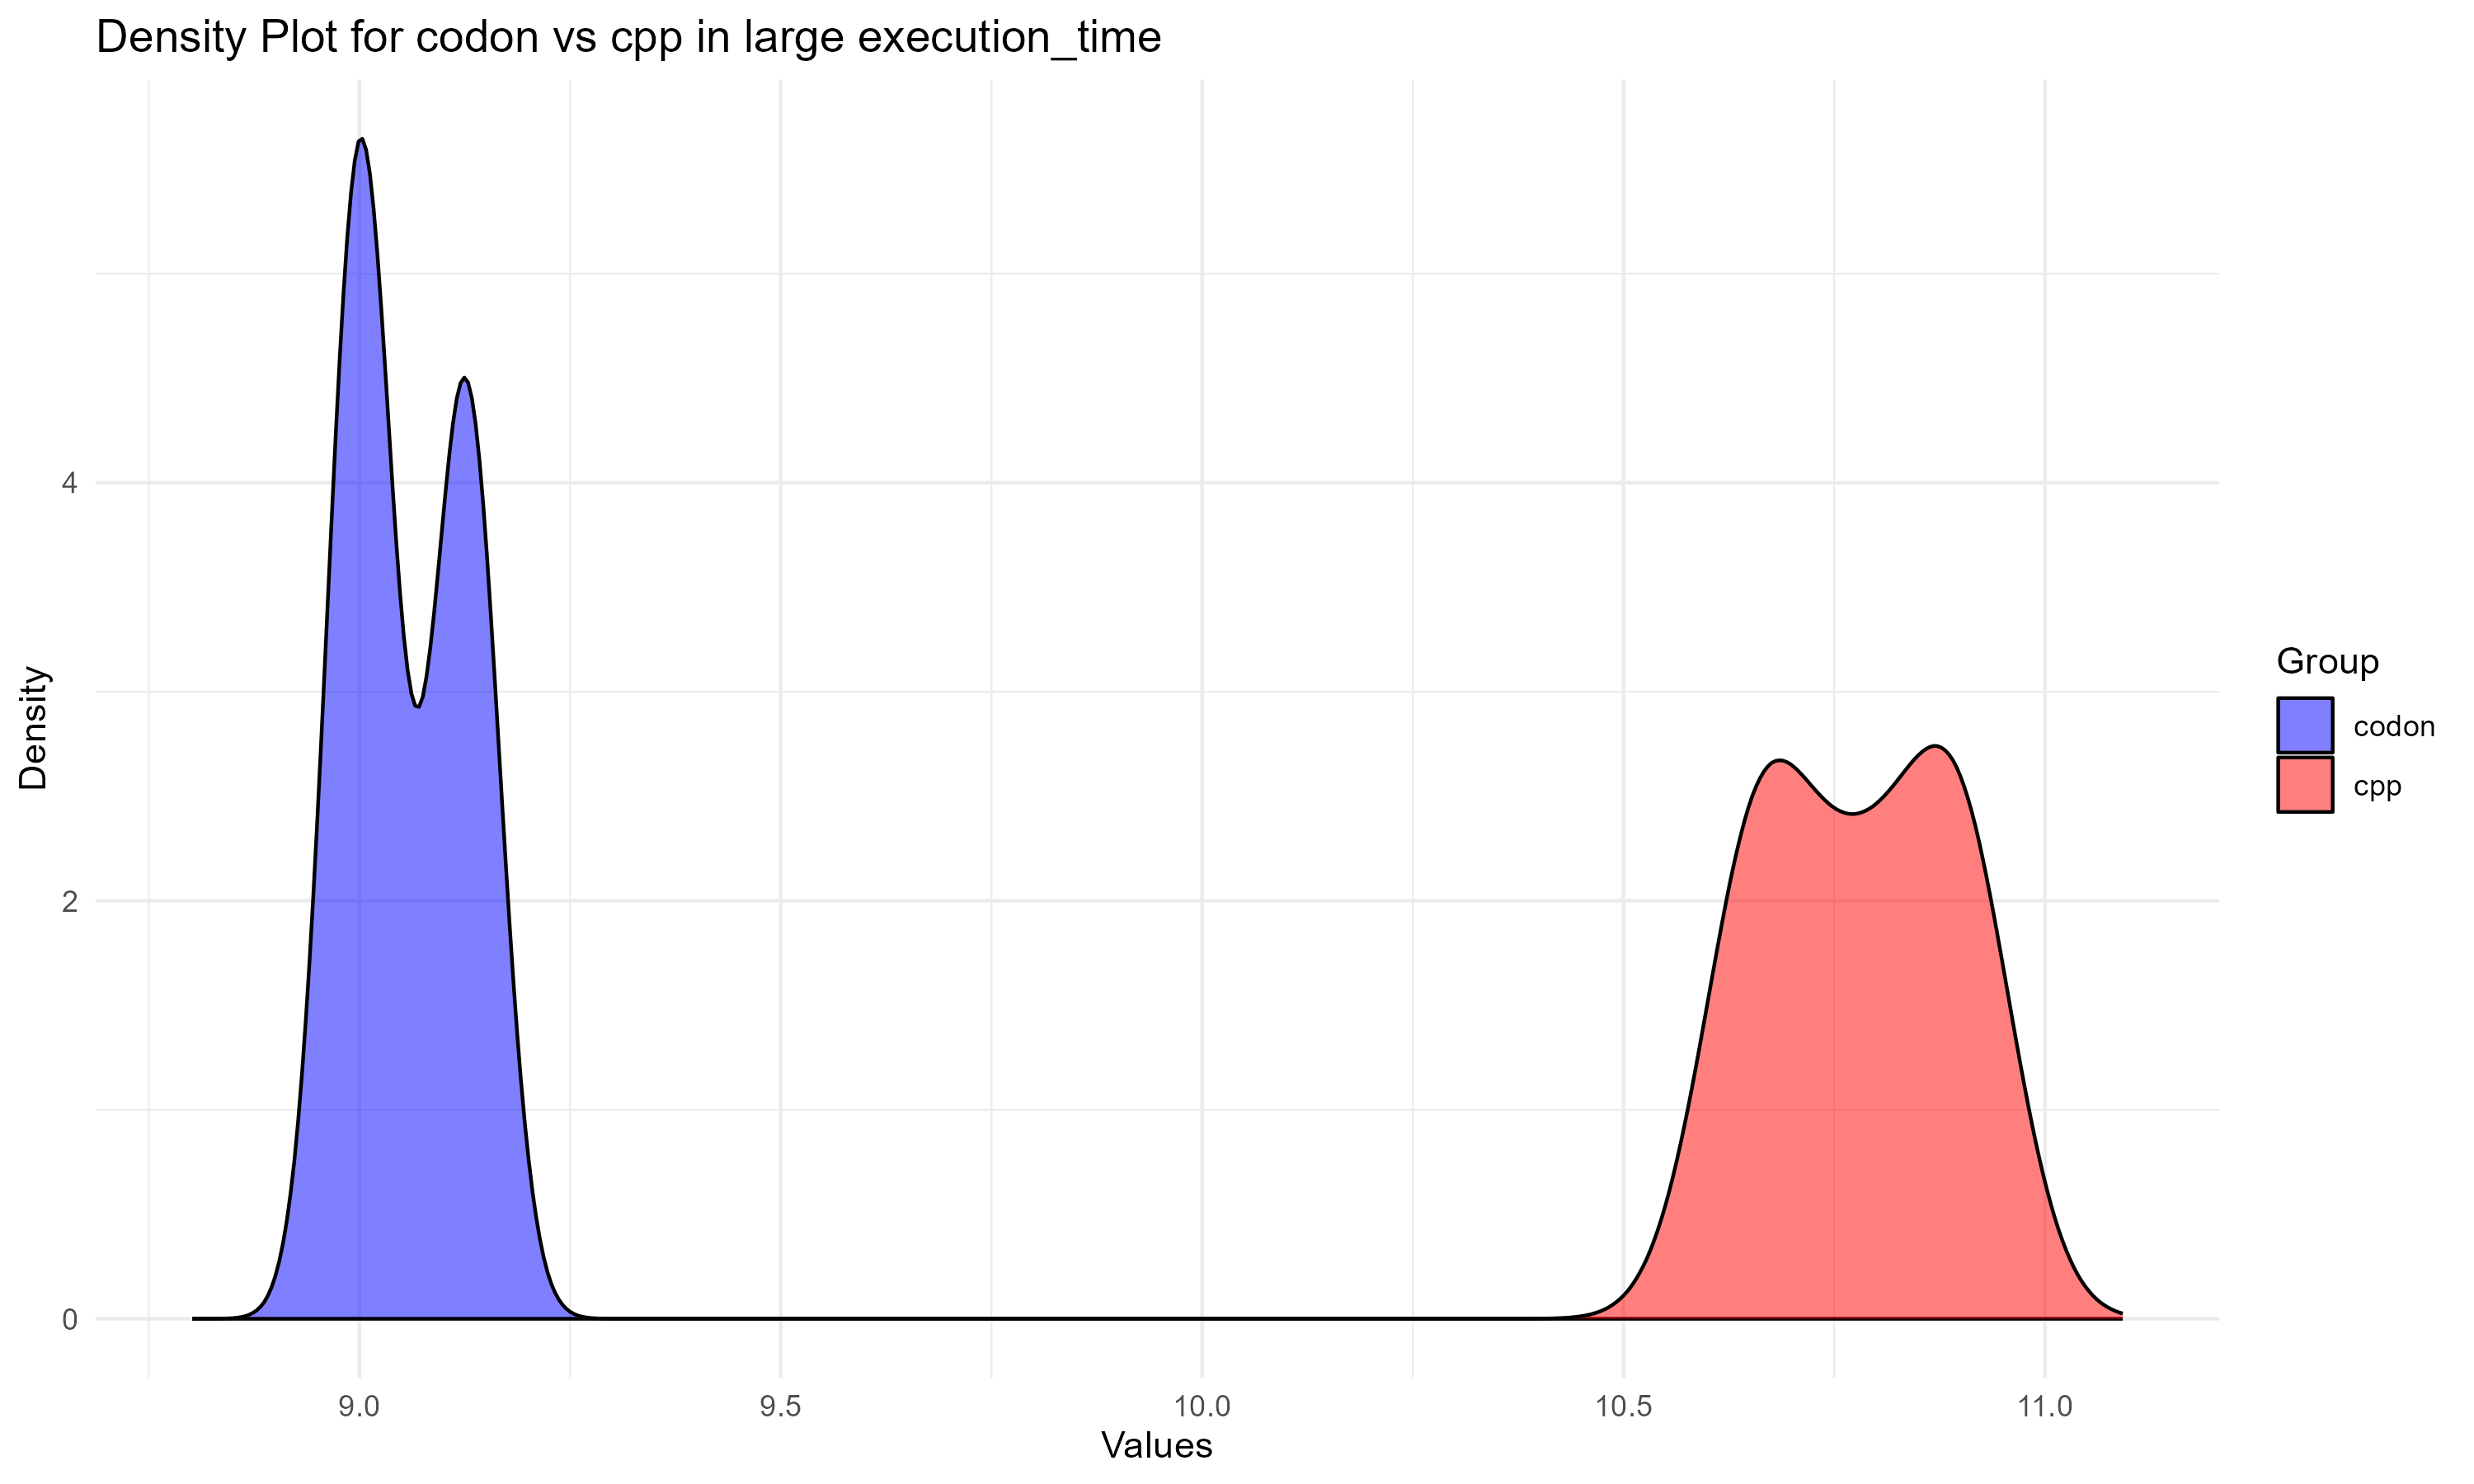 Density Plot for codon vs cpp in large execution_time
Density
4
2
0
9.0 9.5 10.0 10.5 11.0
Values
Group
codon
cpp